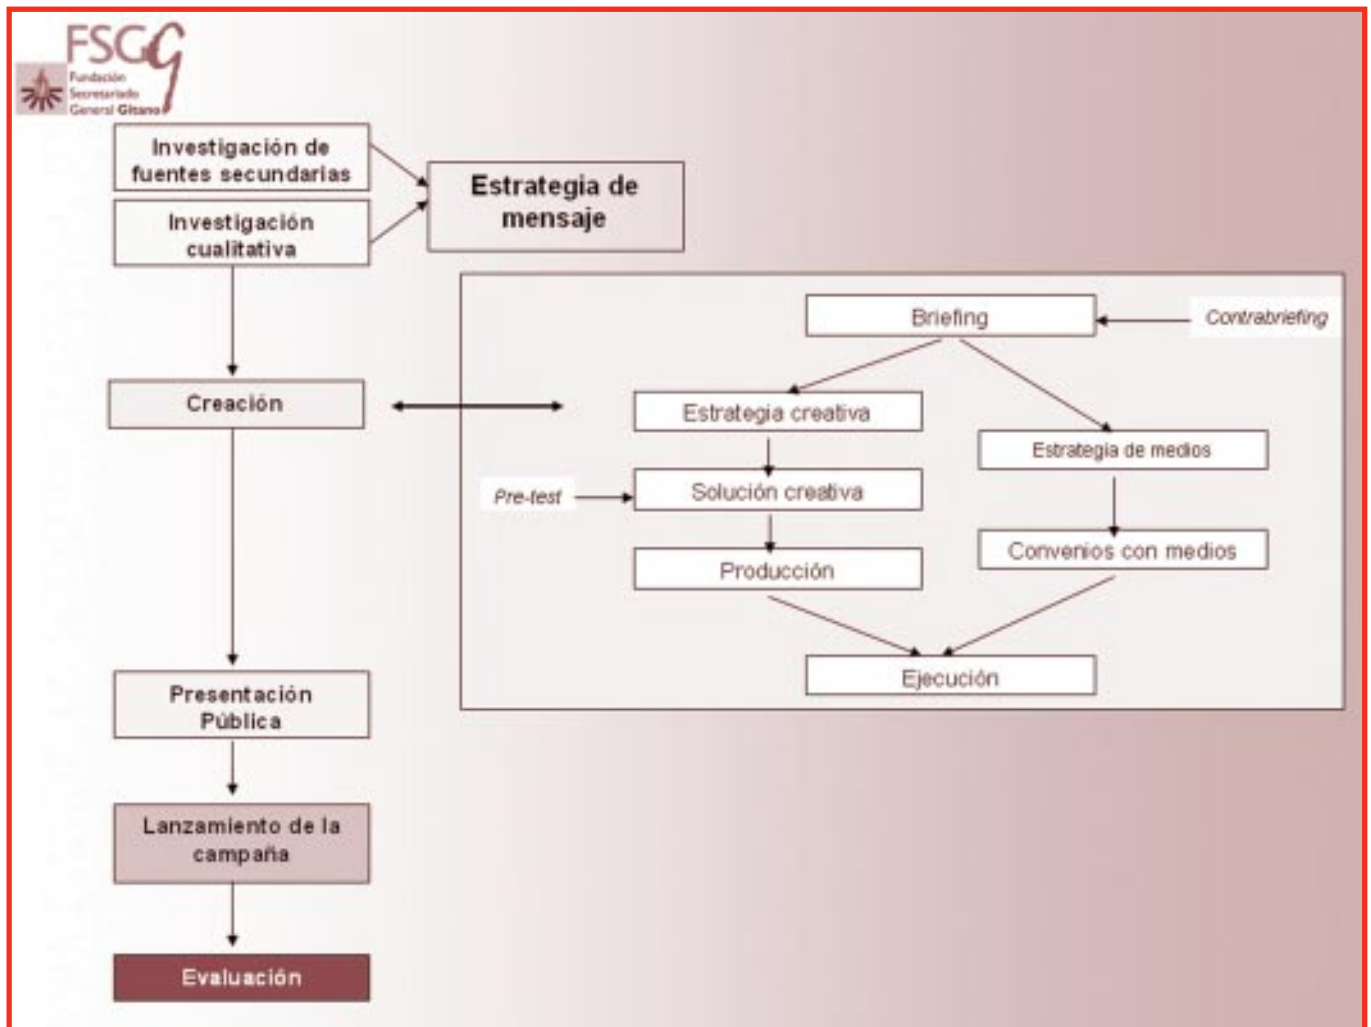 FSGG
Fundación
Secretariado
General Gitano
Investigación de
fuentes secundarias
Investigación
cualitativa
Estrategia de
mensaje
Creación
Presentación
Pública
Lanzamiento de la
campaña
Evaluación
Briefing
Contrabriefing
Estrategia creativa
Estrategia de medios
Pre-test
Solución creativa
Convenios con medios
Producción
Ejecución